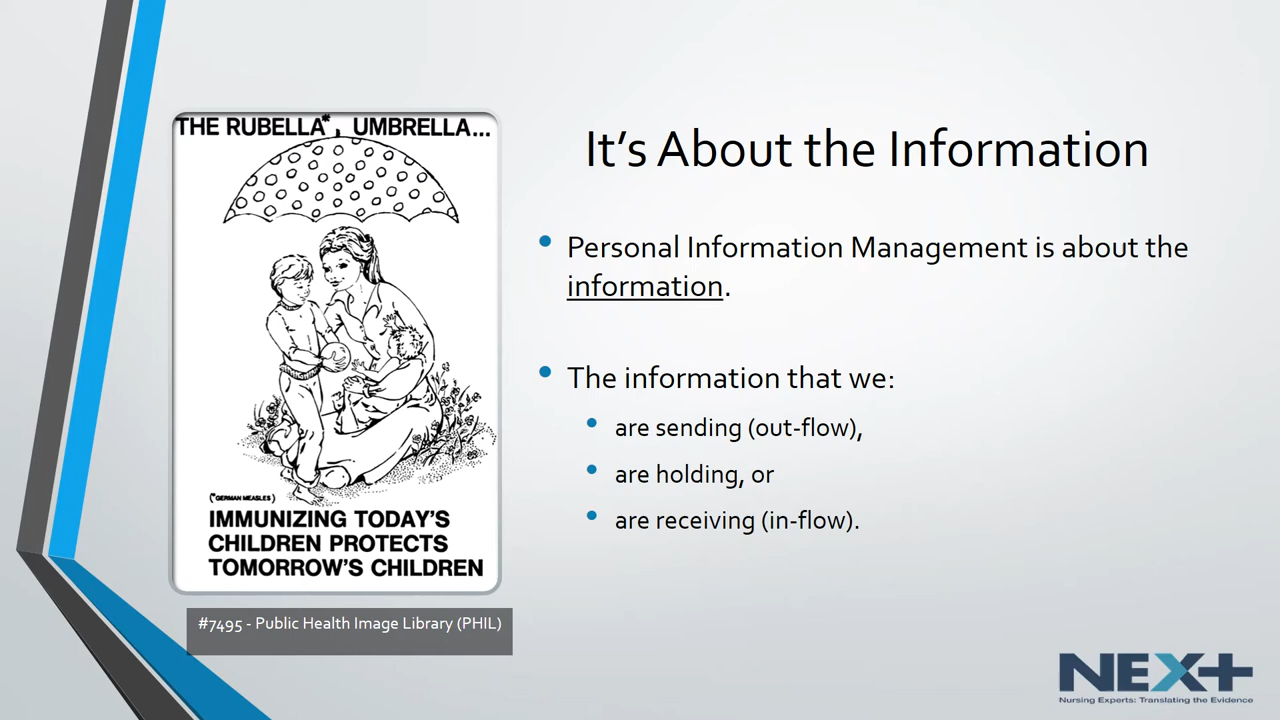 THE RUBELLA*, UMBRELLA...
(*GERMAN MEASLES)
IMMUNIZING TODAY'S
CHILDREN PROTECTS
TOMORROW'S CHILDREN
#7495 - Public Health Image Library (PHIL)
It's About the Information
• Personal Information Management is about the
information.
• The information that we:
• are sending (out-flow),
• are holding, or
• are receiving (in-flow).
NEX+
Nursing Experts: Translating the Evidence